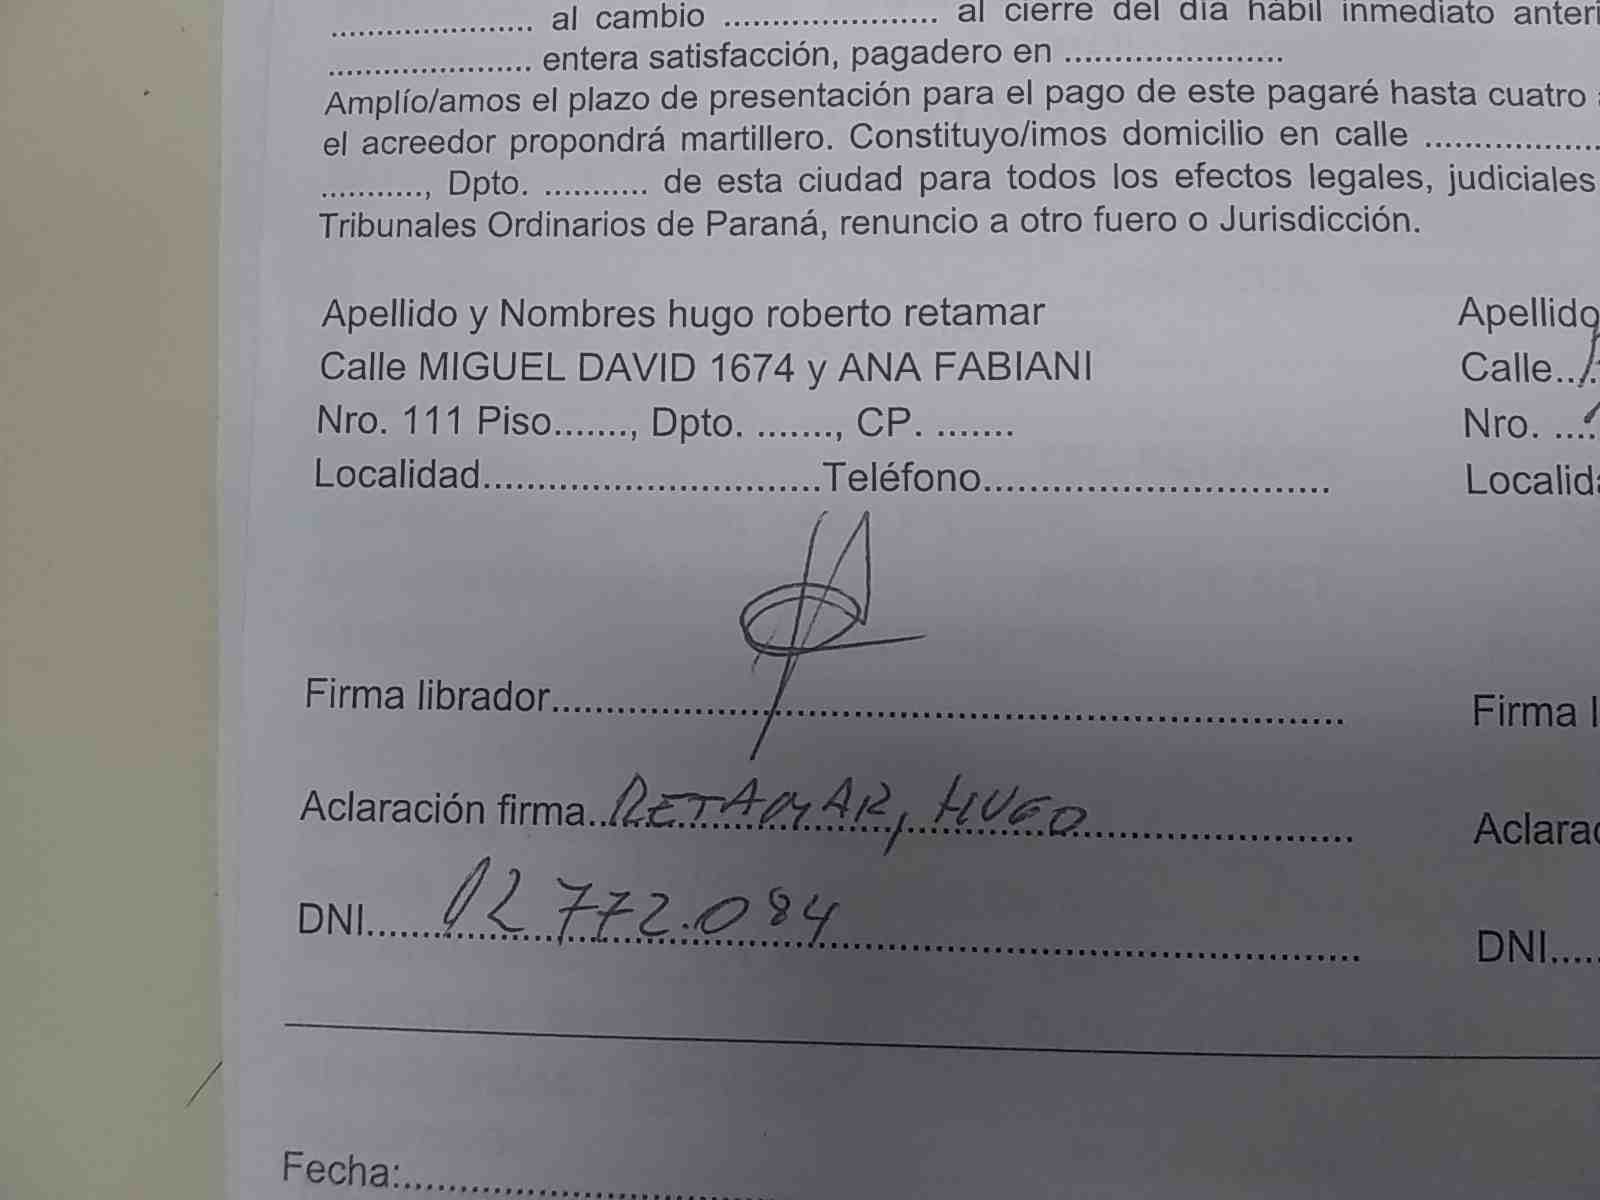 ..................... al cambio ...................... al cierre del día hábil inmediato anteri
..................... entera satisfacción, pagadero en ......................
Amplío/amos el plazo de presentación para el pago de este pagaré hasta cuatro a
el acreedor propondrá martillero. Constituyo/imos domicilio en calle ..................
..........., Dpto. ........... de esta ciudad para todos los efectos legales, judiciales
Tribunales Ordinarios de Paraná, renuncio a otro fuero o Jurisdicción.
Apellido y Nombres hugo roberto retamar
Calle MIGUEL DAVID 1674 y ANA FABIANI
Nro. 111 Piso......., Dpto. ......., CP. .......
Localidad...............................Teléfono................................
Firma librador..........................................................................
Aclaración firma..RETAMAR, HUGO.........................
DNI......12 772.084..................................................
Apellido
Calle...
Nro. ....
Localida
Firma l
Aclarac
DNI.....
Fecha:......................................